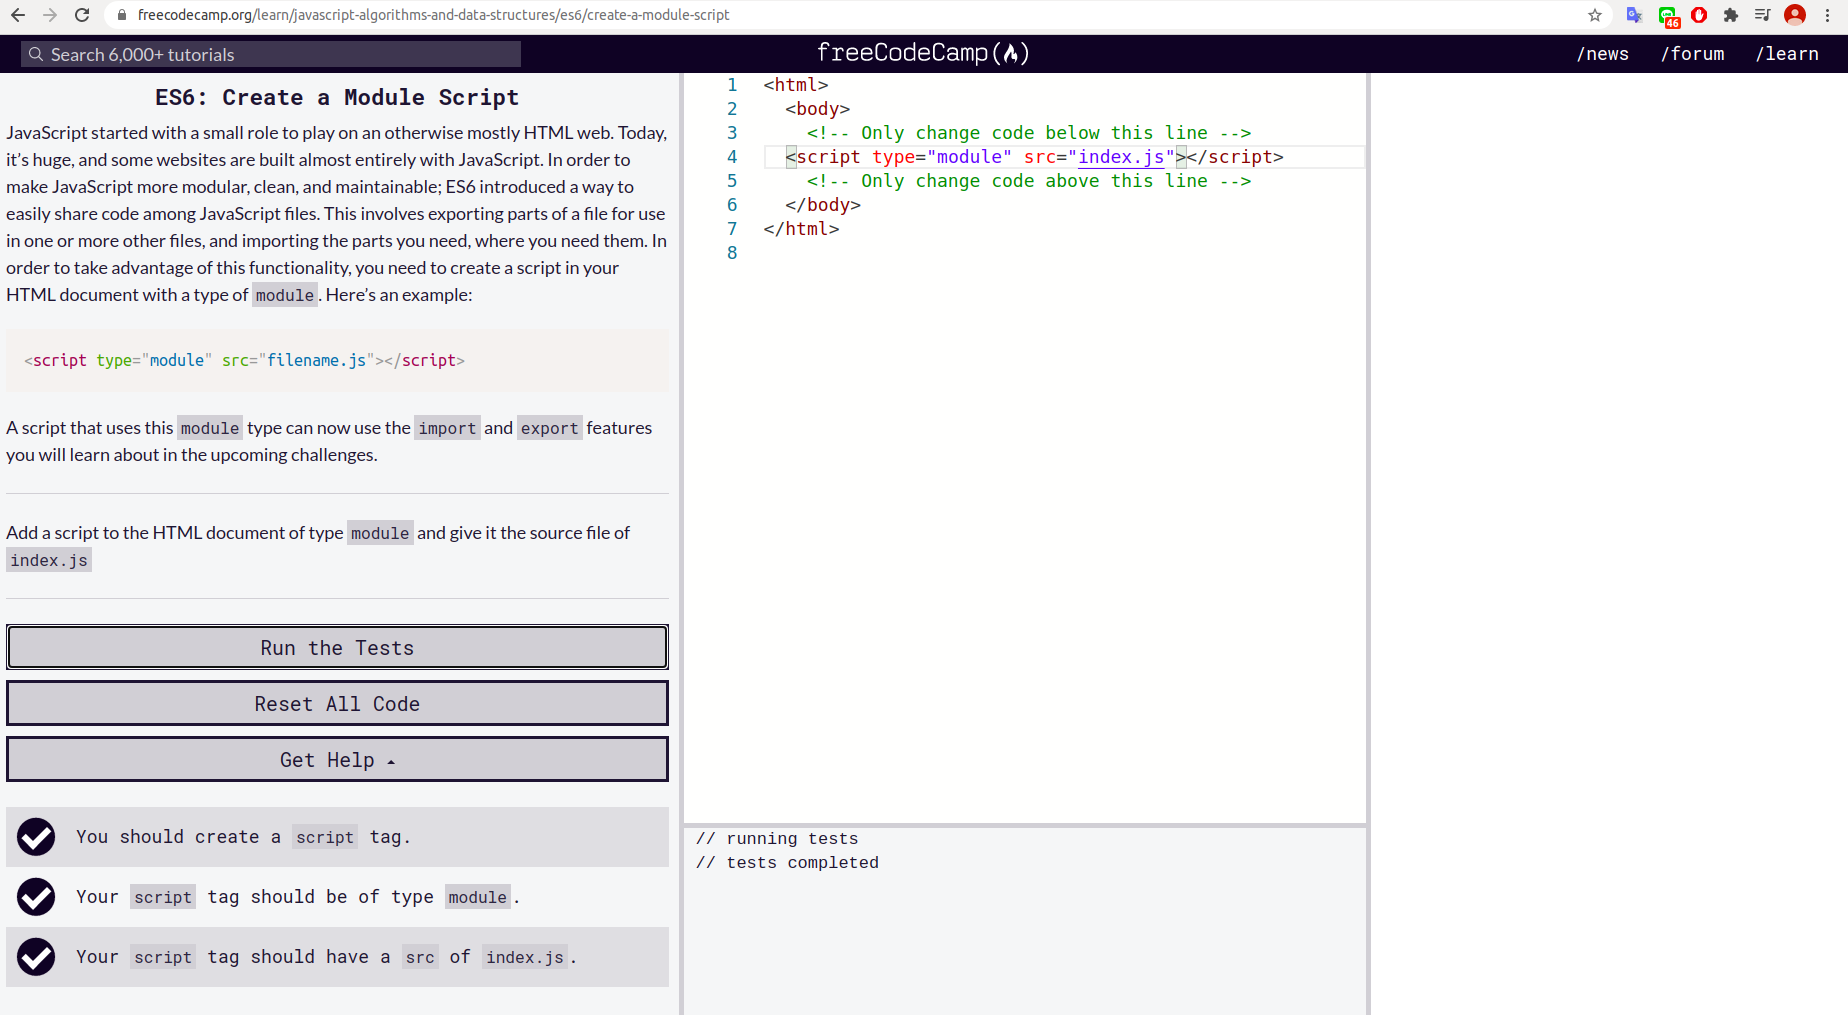 freecodecamp.org/learn/javascript-algorithms-and-data-structures/es6/create-a-module-script
46
Search 6,000+ tutorials
freeCodeCamp(🔥)
/news /forum /learn
ES6: Create a Module Script
JavaScript started with a small role to play on an otherwise mostly HTML web. Today,
it’s huge, and some websites are built almost entirely with JavaScript. In order to
make JavaScript more modular, clean, and maintainable; ES6 introduced a way to
easily share code among JavaScript files. This involves exporting parts of a file for use
in one or more other files, and importing the parts you need, where you need them. In
order to take advantage of this functionality, you need to create a script in your
HTML document with a type of module. Here’s an example:
<script type="module" src="filename.js"></script>
A script that uses this module type can now use the import and export features
you will learn about in the upcoming challenges.
Add a script to the HTML document of type module and give it the source file of
index.js
Run the Tests
Reset All Code
Get Help
You should create a script tag.
Your script tag should be of type module.
Your script tag should have a src of index.js.
1 <html>
2 <body>
3 <!-- Only change code below this line -->
4 <script type="module" src="index.js"></script>
5 <!-- Only change code above this line -->
6 </body>
7 </html>
8
// running tests
// tests completed